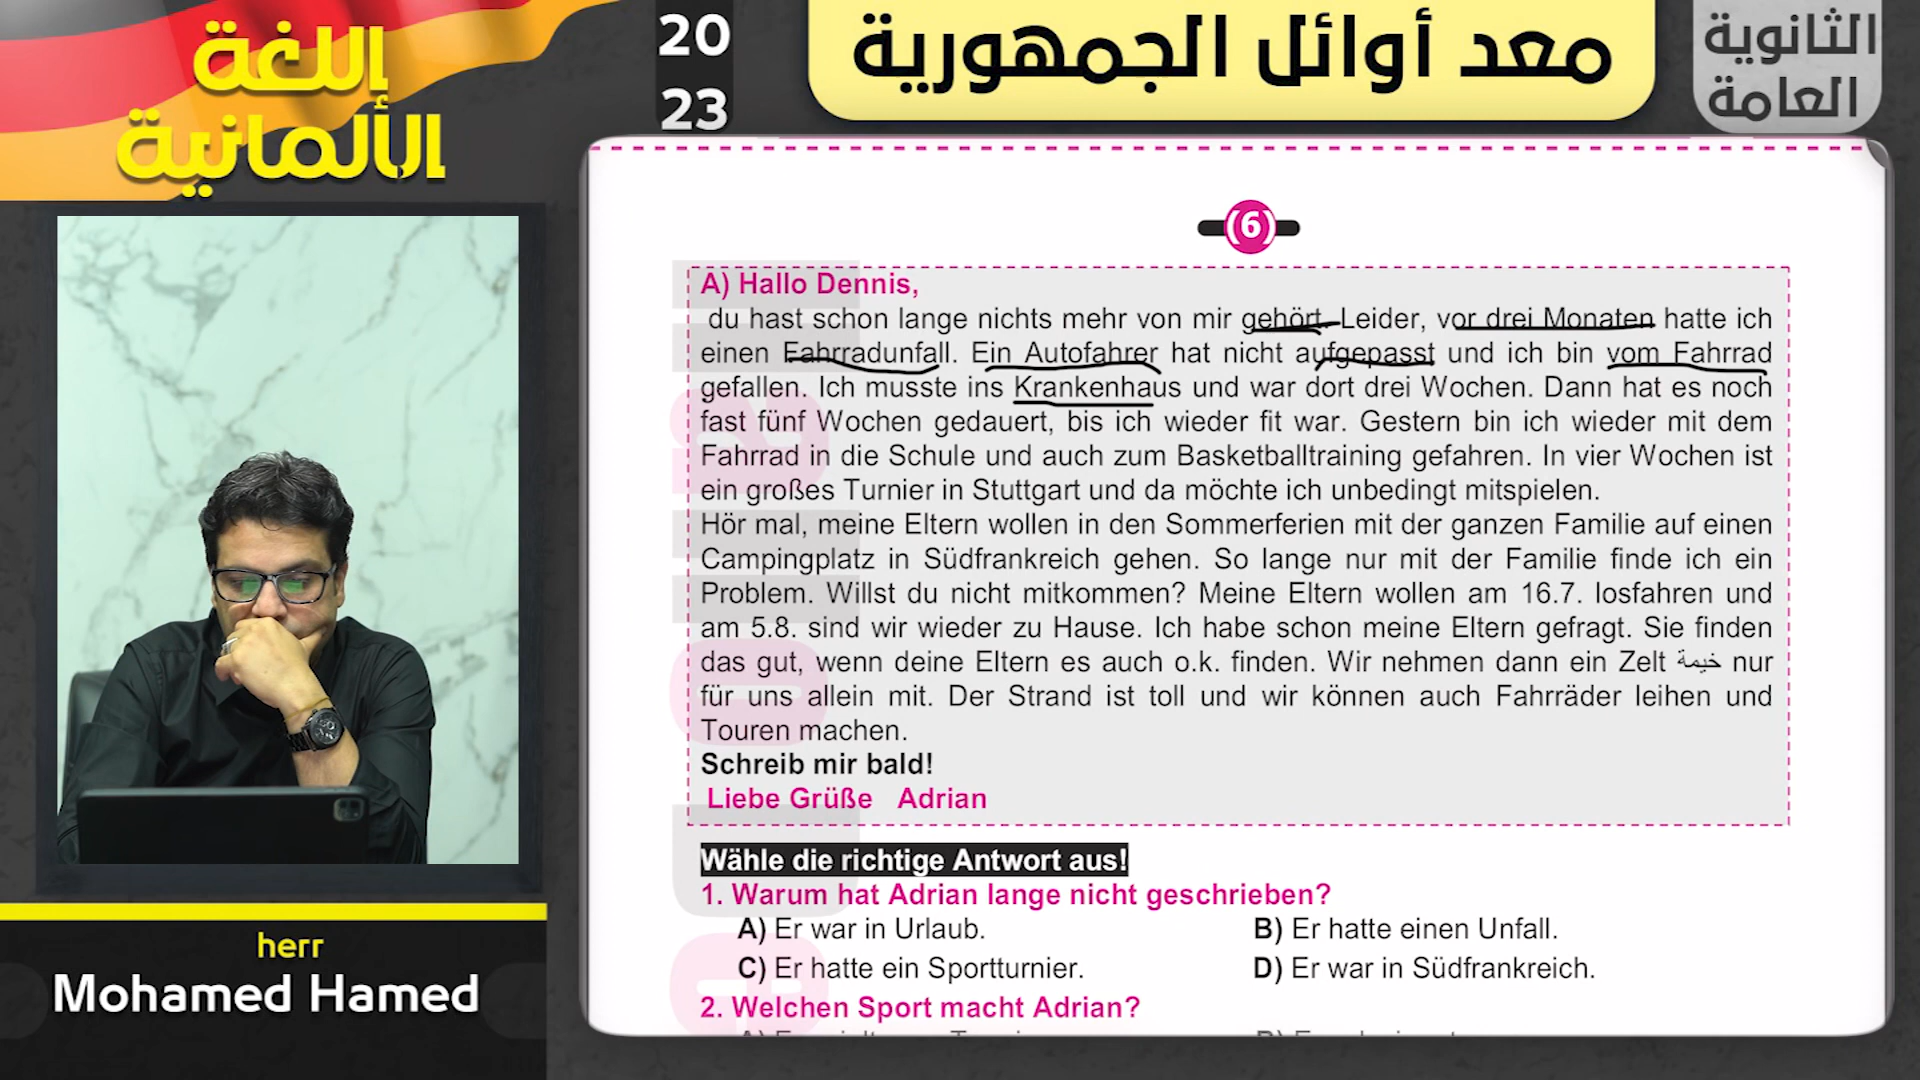 اللغة
الألمانية
20
23
معد أوائل الجمهورية
الثانوية
العامة
(6)
A) Hallo Dennis,
du hast schon lange nichts mehr von mir gehört. Leider, vor drei Monaten hatte ich
einen Fahrradunfall. Ein Autofahrer hat nicht aufgepasst und ich bin vom Fahrrad
gefallen. Ich musste ins Krankenhaus und war dort drei Wochen. Dann hat es noch
fast fünf Wochen gedauert, bis ich wieder fit war. Gestern bin ich wieder mit dem
Fahrrad in die Schule und auch zum Basketballtraining gefahren. In vier Wochen ist
ein großes Turnier in Stuttgart und da möchte ich unbedingt mitspielen.
Hör mal, meine Eltern wollen in den Sommerferien mit der ganzen Familie auf einen
Campingplatz in Südfrankreich gehen. So lange nur mit der Familie finde ich ein
Problem. Willst du nicht mitkommen? Meine Eltern wollen am 16.7. losfahren und
am 5.8. sind wir wieder zu Hause. Ich habe schon meine Eltern gefragt. Sie finden
das gut, wenn deine Eltern es auch o.k. finden. Wir nehmen dann ein Zelt خيمة nur
für uns allein mit. Der Strand ist toll und wir können auch Fahrräder leihen und
Touren machen.
Schreib mir bald!
Liebe Grüße Adrian
Wähle die richtige Antwort aus!
1. Warum hat Adrian lange nicht geschrieben?
A) Er war in Urlaub. B) Er hatte einen Unfall.
C) Er hatte ein Sportturnier. D) Er war in Südfrankreich.
2. Welchen Sport macht Adrian?
herr
Mohamed Hamed